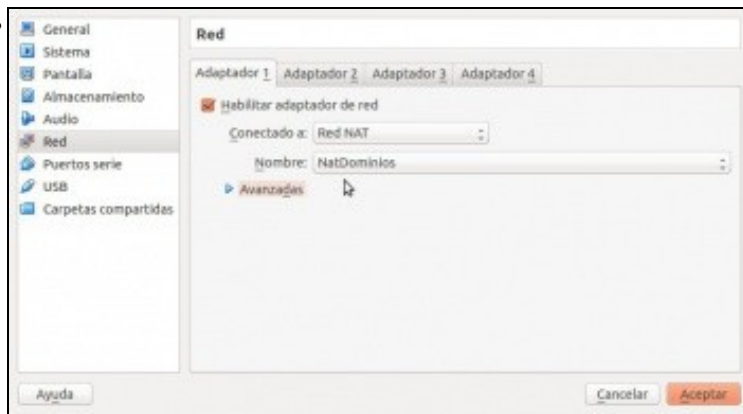 General
Sistema
Pantalla
Almacenamiento
Audio
Red
Puertos serie
USB
Carpetas compartidas
Red
Adaptador 1 Adaptador 2 Adaptador 3 Adaptador 4
Habilitar adaptador de red
Conectado a: Red NAT
Nombre: NatDominios
Avanzadas
Ayuda Cancelar Aceptar